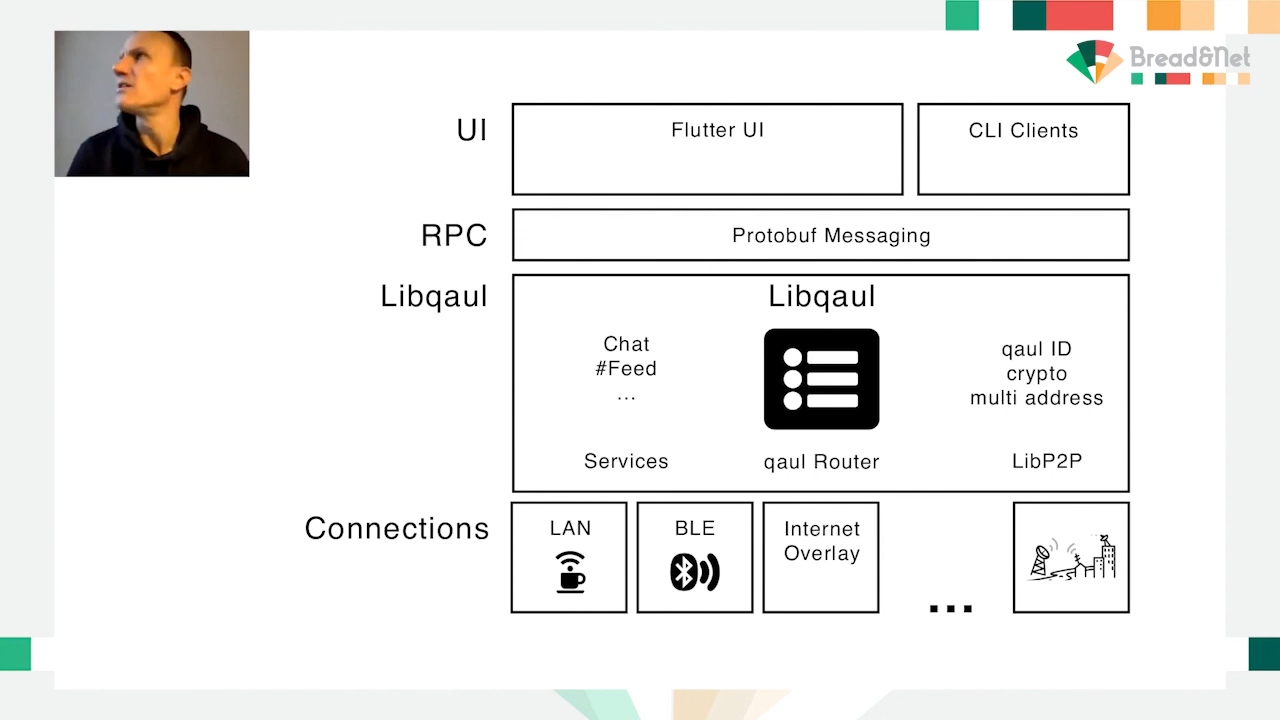 Bread&Net
UI
Flutter UI
CLI Clients
RPC
Protobuf Messaging
Libqaul
Libqaul
Chat
#Feed
...
Services
qaul Router
qaul ID
crypto
multi address
LibP2P
Connections
LAN
BLE
Internet
Overlay
...